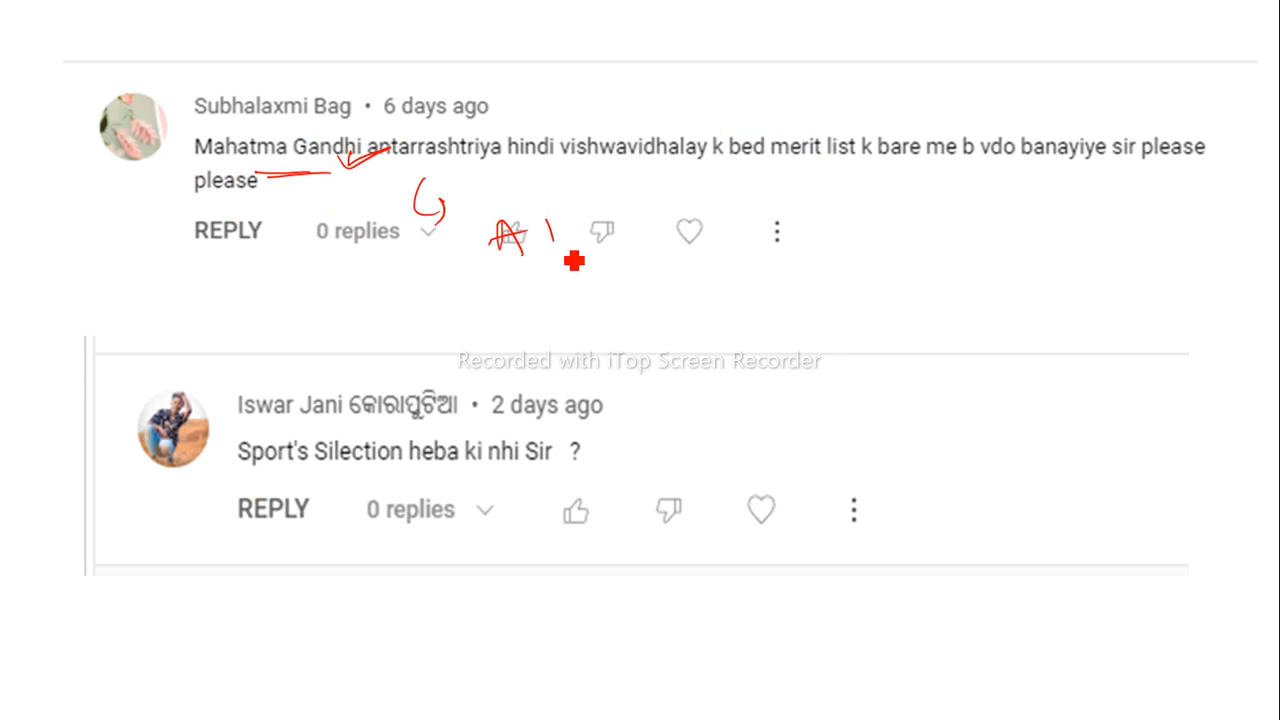 Subhalaxmi Bag • 6 days ago
Mahatma Gandhi antarrashtriya hindi vishwavidhalay k bed merit list k bare me b vdo banayiye sir please
please
REPLY 0 replies
A I
Recorded with iTop Screen Recorder
Iswar Jani କୋରାପୁଟିଆ • 2 days ago
Sport's Silection heba ki nhi Sir ?
REPLY 0 replies